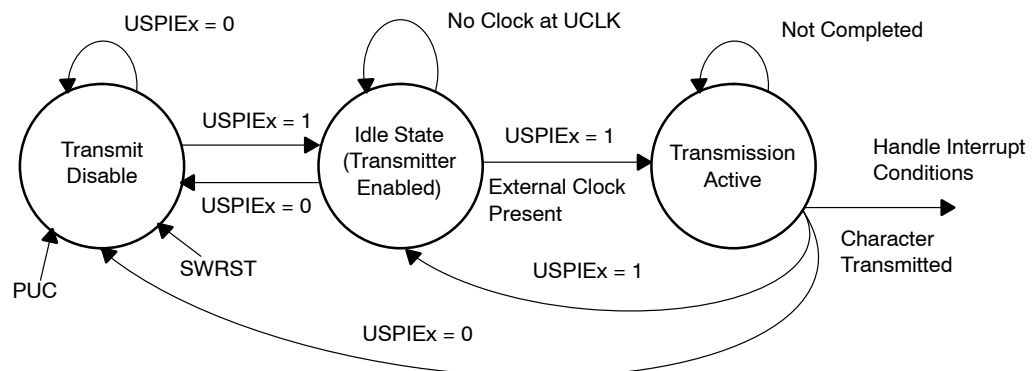 USPIEx = 0
No Clock at UCLK
Not Completed
USPIEx = 1
Transmit
Disable
Idle State
(Transmitter
Enabled)
USPIEx = 1
External Clock
Present
Transmission
Active
Handle Interrupt
Conditions
USPIEx = 0
SWRST
PUC
USPIEx = 1
Character
Transmitted
USPIEx = 0